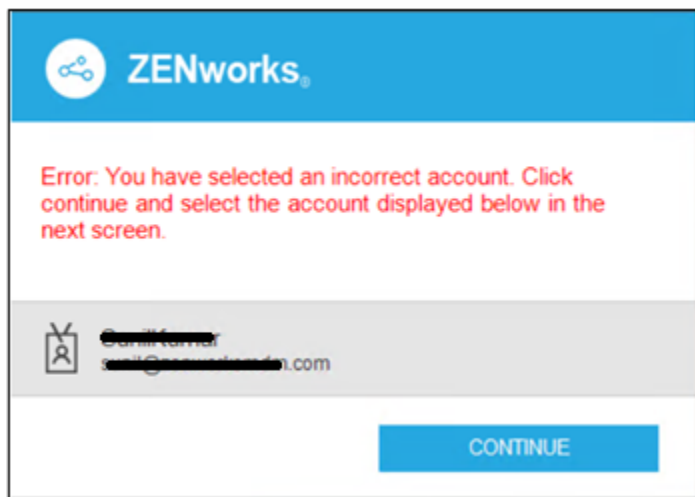 ZENworks®
Error: You have selected an incorrect account. Click
continue and select the account displayed below in the
next screen.
.com
CONTINUE